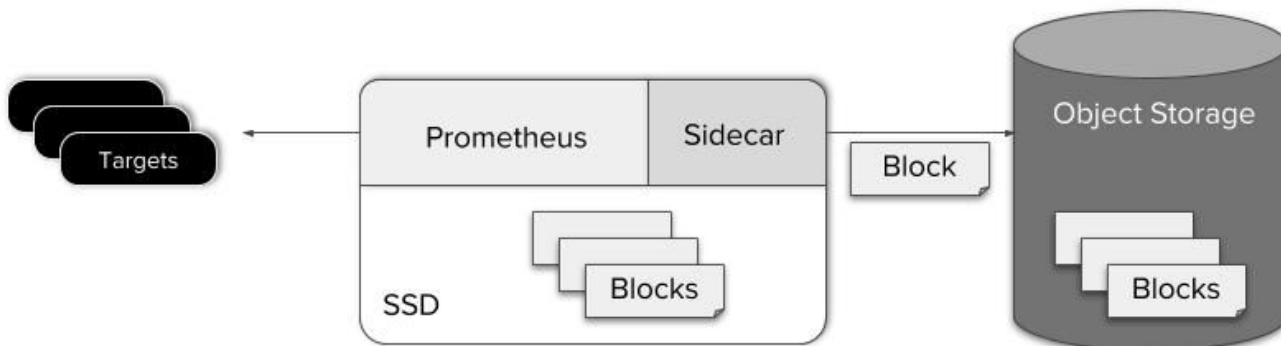 Targets
Prometheus
Sidecar
SSD
Blocks
Block
Object Storage
Blocks